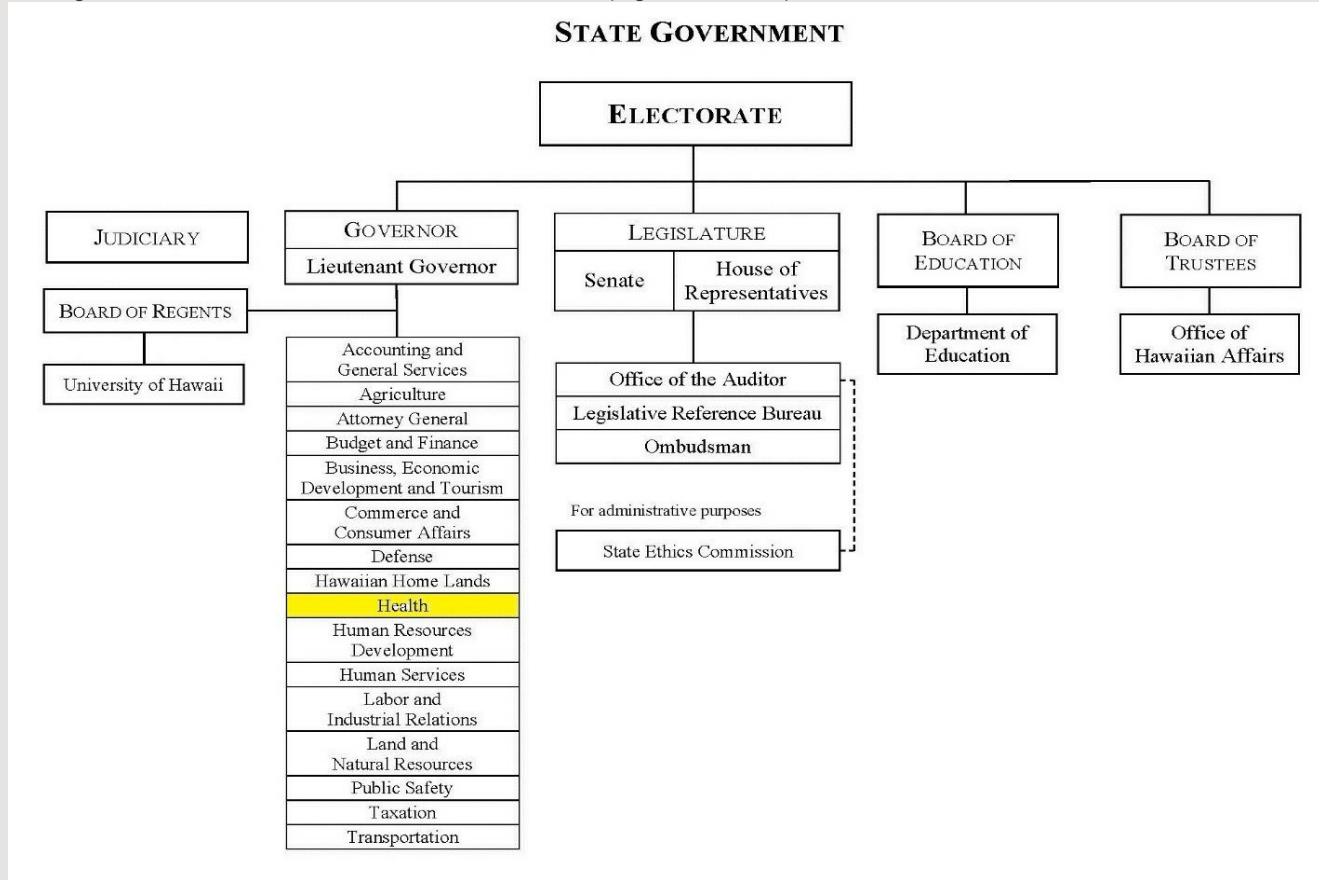 STATE GOVERNMENT
ELECTORATE
JUDICIARY
GOVERNOR
Lieutenant Governor
LEGISLATURE
Senate
House of
Representatives
BOARD OF
EDUCATION
BOARD OF
TRUSTEES
BOARD OF REGENTS
University of Hawaii
Department of
Education
Office of
Hawaiian Affairs
Accounting and
General Services
Agriculture
Attorney General
Budget and Finance
Business, Economic
Development and Tourism
Commerce and
Consumer Affairs
Defense
Hawaiian Home Lands
Health
Human Resources
Development
Human Services
Labor and
Industrial Relations
Land and
Natural Resources
Public Safety
Taxation
Transportation
Office of the Auditor
Legislative Reference Bureau
Ombudsman
For administrative purposes
State Ethics Commission